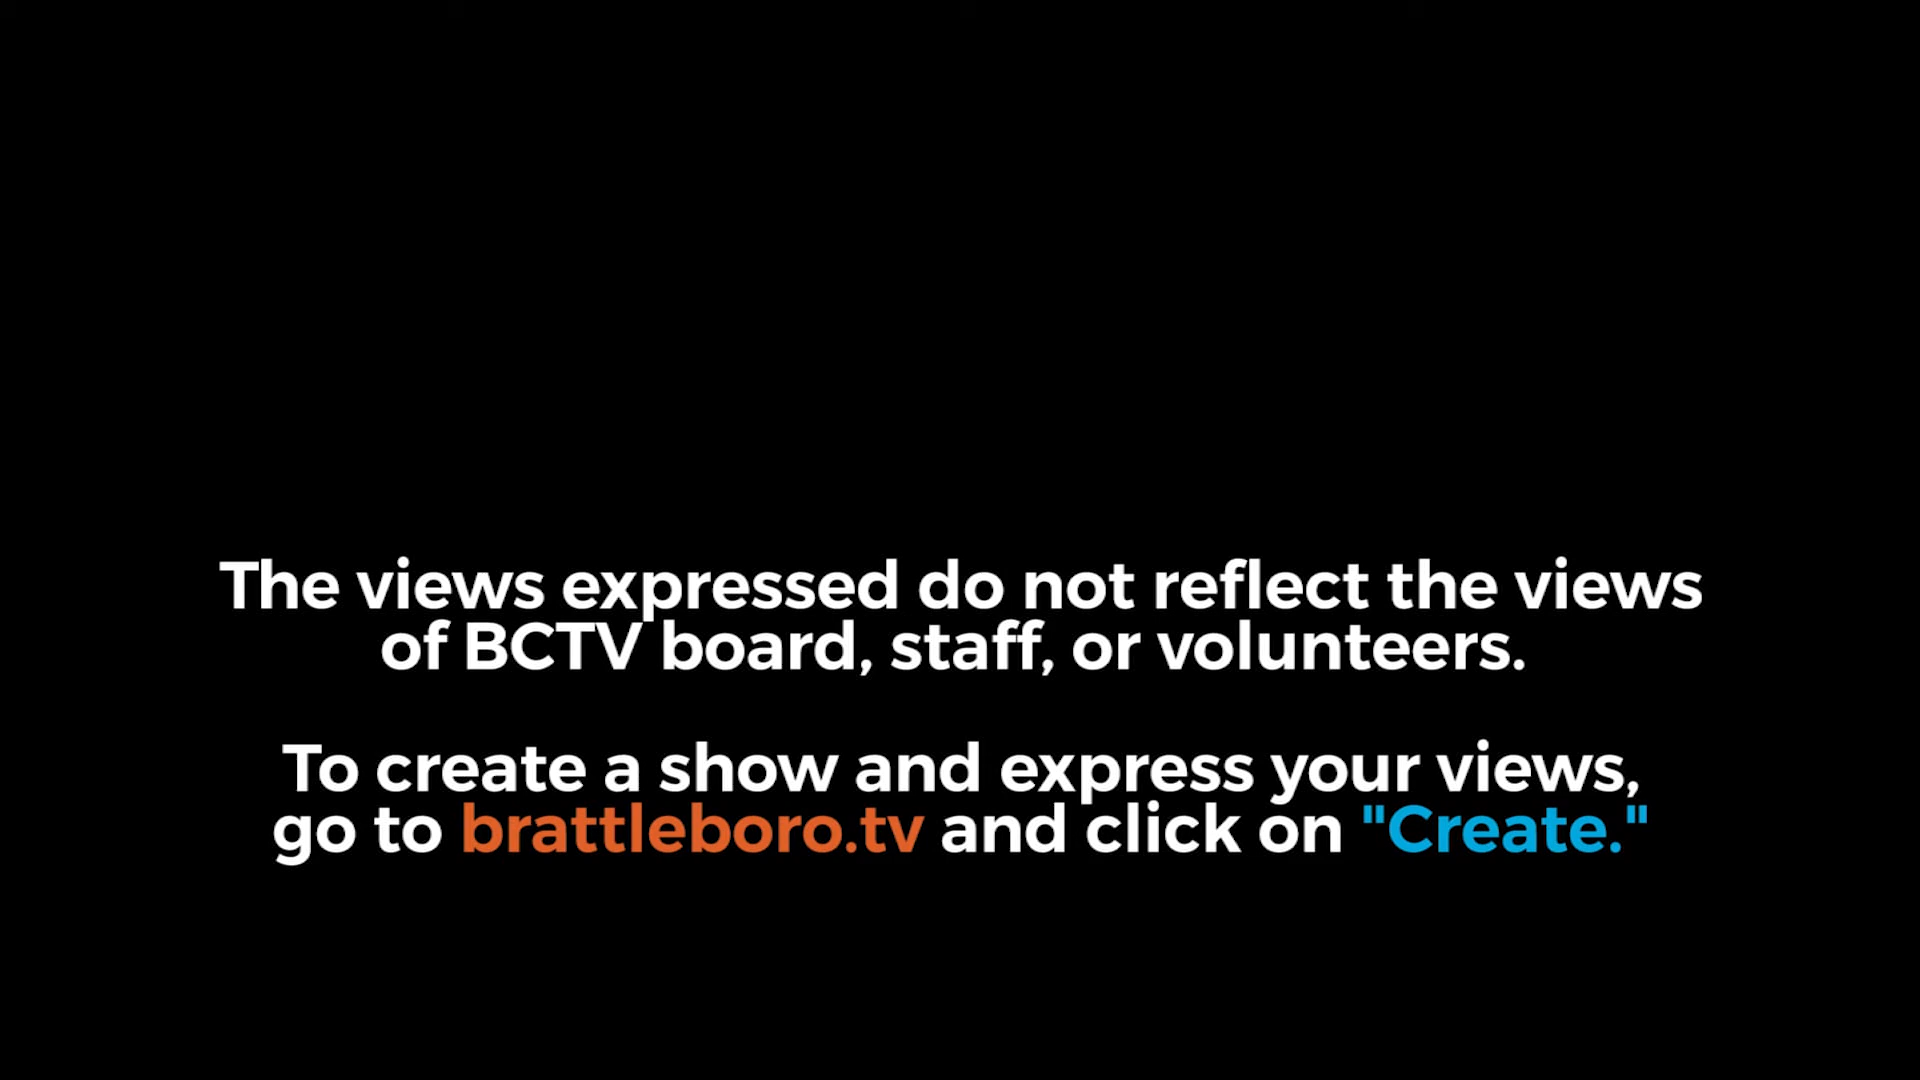 The views expressed do not reflect the views
of BCTV board, staff, or volunteers.
To create a show and express your views,
go to brattleboro.tv and click on "Create."